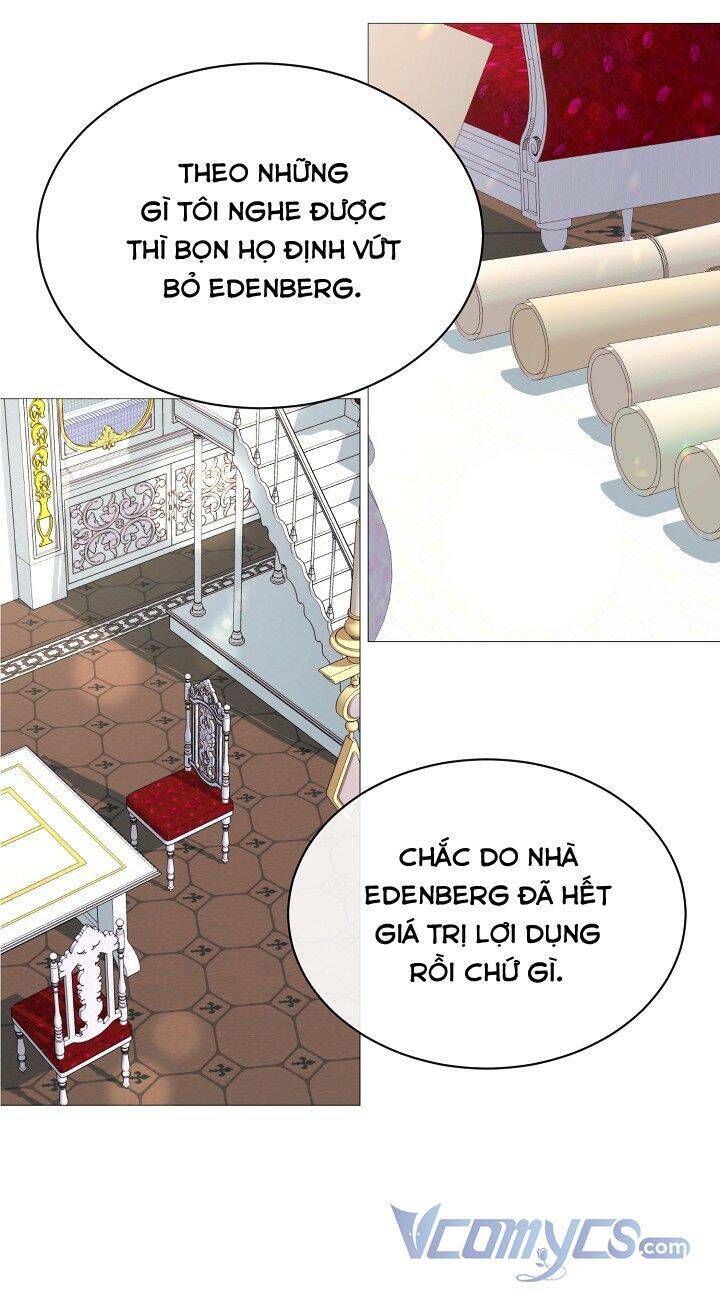 THEO NHỮNG
GÌ TÔI NGHE ĐƯỢC
THÌ BỌN HỌ ĐỊNH VỨT
BỎ EDENBERG.
CHẮC DO NHÀ
EDENBERG ĐÃ HẾT
GIÁ TRỊ LỢI DỤNG
RỒI CHỨ GÌ.
VCOMYCS.com